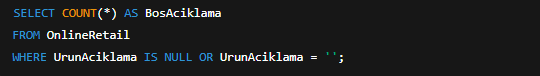 SELECT COUNT(*) AS BosAciklama
FROM OnlineRetail
WHERE UrunAciklama IS NULL OR UrunAciklama = '';